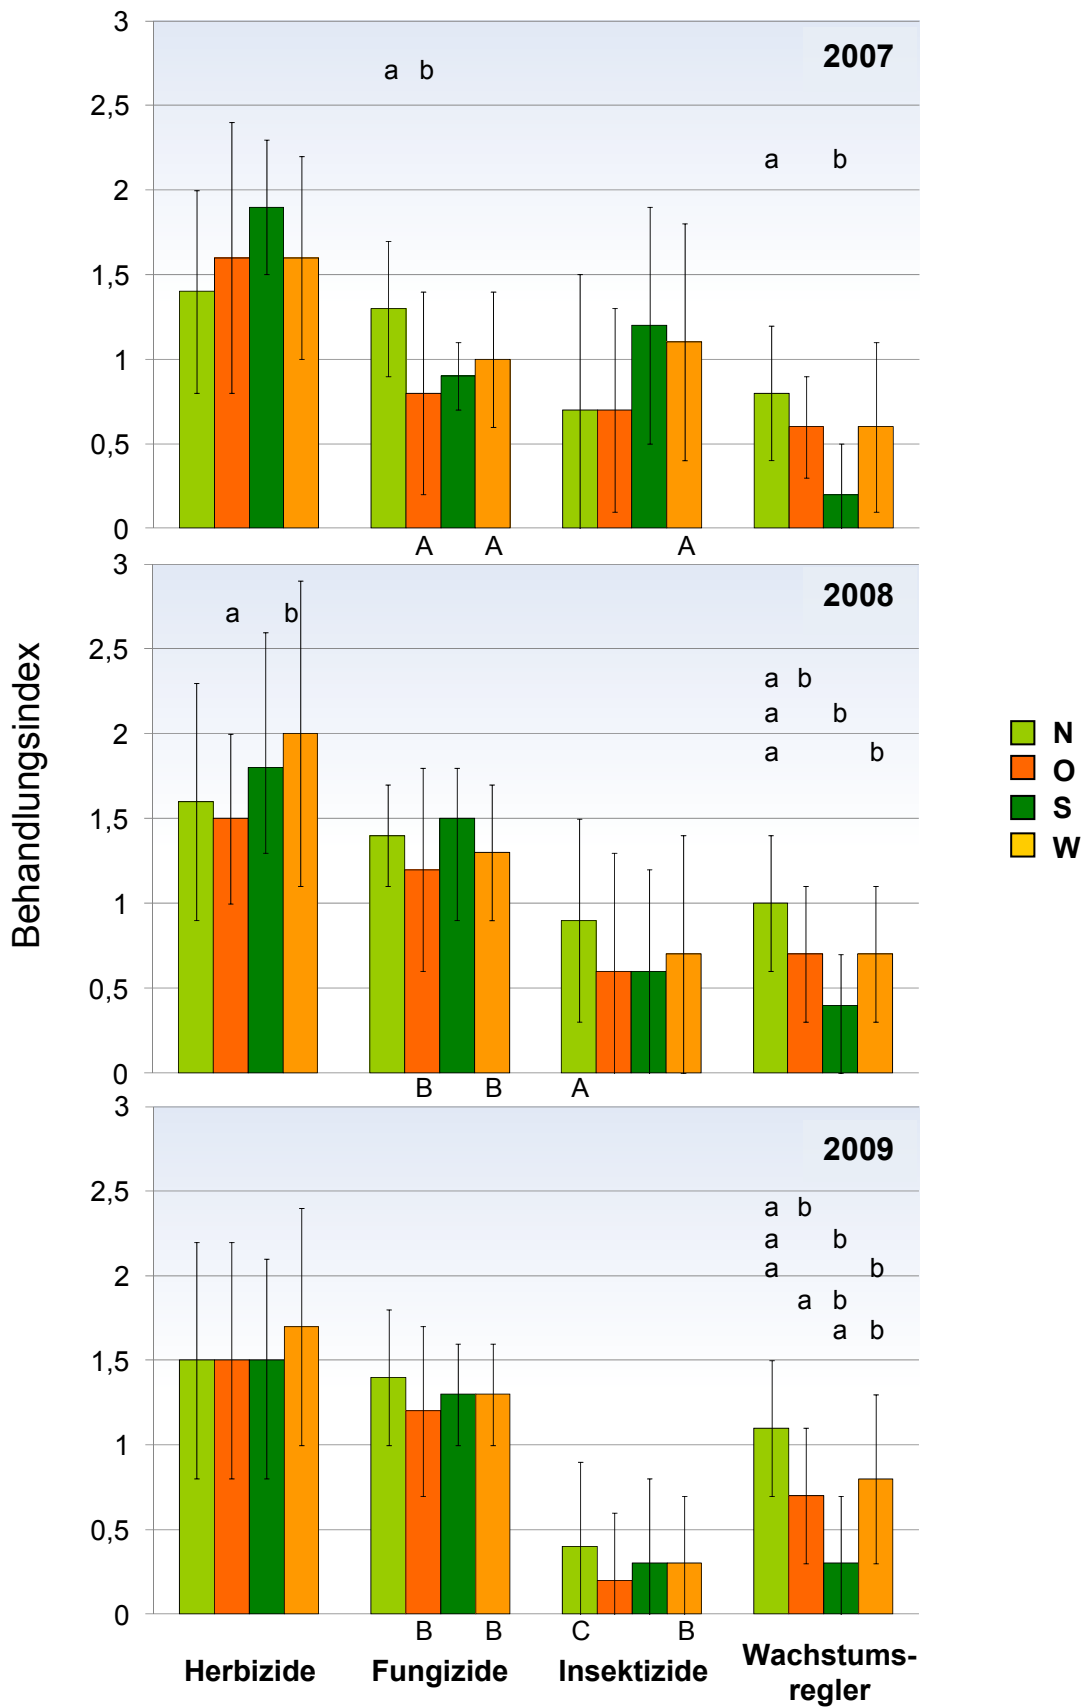 3
2007
a b
2,5
a b
2
1,5
1
0,5
0
A A A
3
2008
a b
2,5
a b
a b
2
a b
1,5
1
0,5
0
B B A
3
2009
2,5
a b
a b
2
a b
a b
a b
1,5
1
0,5
0
B B C B
Herbizide Fungizide Insektizide Wachstums-
regler
Behandlungsindex
N
O
S
W